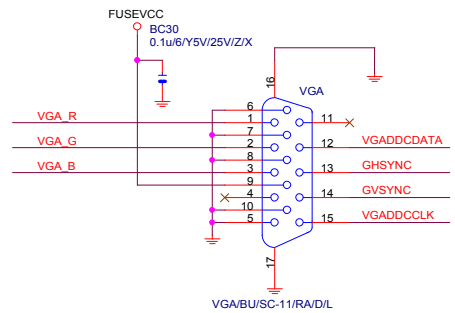 FUSEVCC
BC30
0.1u/6/Y5V/25V/Z/X
16
VGA
6
VGA_R
1
11
7
VGA_G
2
12
VGADDCDATA
8
VGA_B
3
13
GHSYNC
9
4
14
GVSYNC
10
5
15
VGADDCCLK
17
VGA/BU/SC-11/RA/D/L